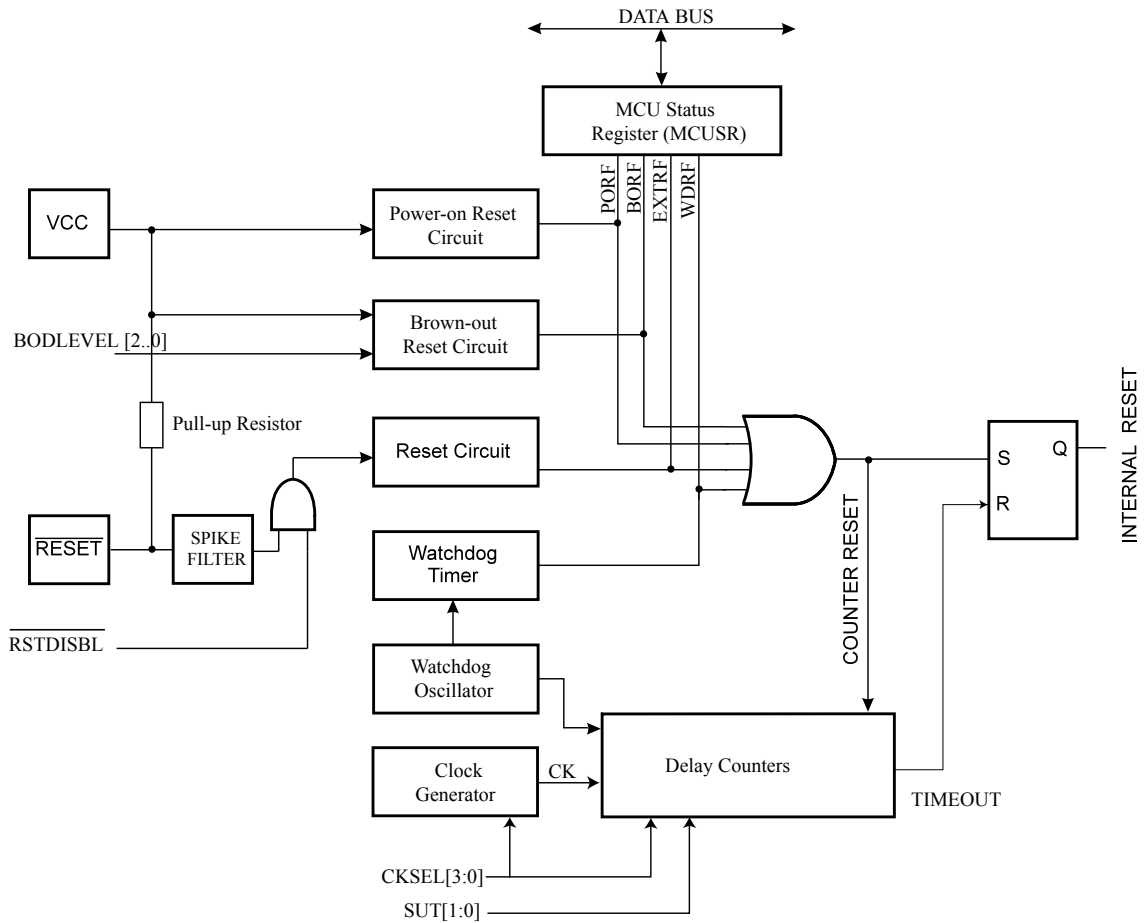 DATA BUS
MCU Status
Register (MCUSR)
PORF
BORF
EXTRF
WDRF
VCC
Power-on Reset
Circuit
BODLEVEL [2..0]
Brown-out
Reset Circuit
Pull-up Resistor
Reset Circuit
S
Q
R
INTERNAL RESET
RESET
SPIKE
FILTER
Watchdog
Timer
COUNTER RESET
RSTDISBL
Watchdog
Oscillator
Clock
Generator
CK
Delay Counters
TIMEOUT
CKSEL[3:0]
SUT[1:0]